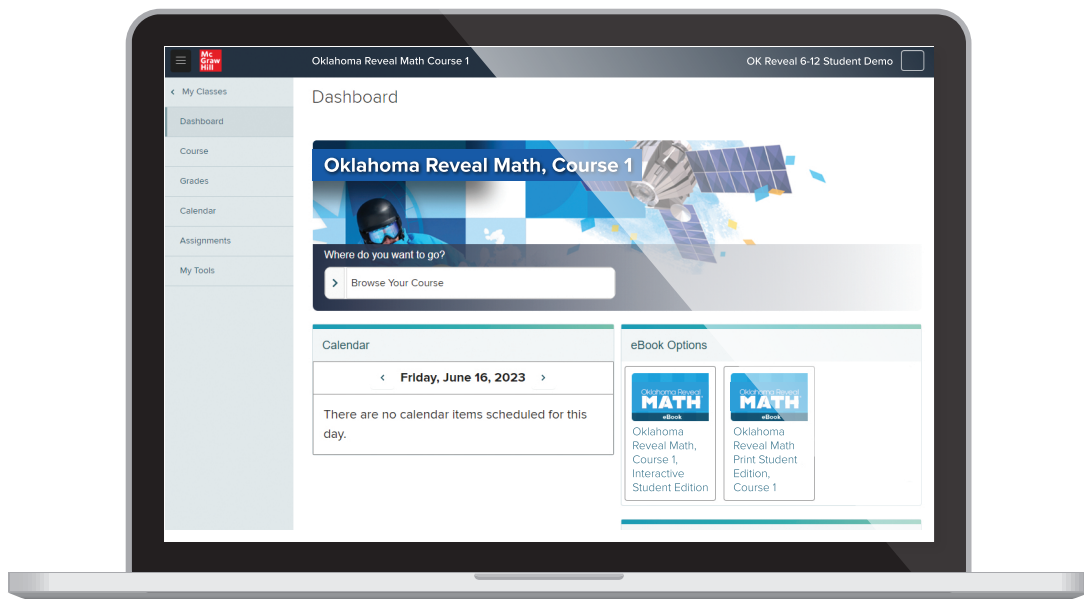 Mc
Graw
Hill
Oklahoma Reveal Math Course 1
OK Reveal 6-12 Student Demo
My Classes
Dashboard
Course
Grades
Calendar
Assignments
My Tools
Dashboard
Oklahoma Reveal Math, Course 1
Where do you want to go?
Browse Your Course
Calendar
Friday, June 16, 2023
There are no calendar items scheduled for this
day.
eBook Options
Oklahoma Reveal
MATH
eBook
Oklahoma
Reveal Math,
Course 1,
Interactive
Student Edition
Oklahoma Reveal
MATH
eBook
Oklahoma
Reveal Math
Print Student
Edition,
Course 1